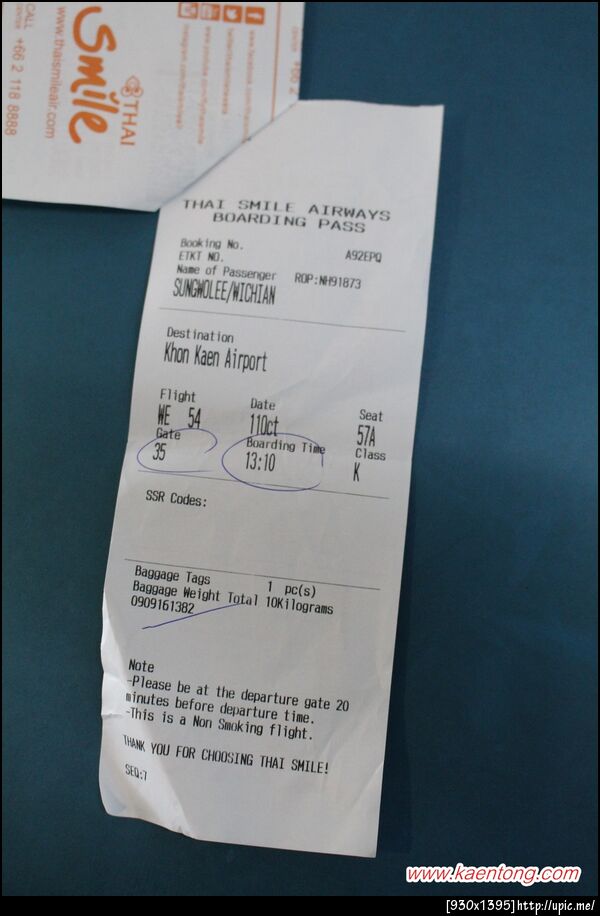 THAI
smile
CALL
+66 2 118 8888
www.thaismileair.com
THAI SMILE AIRWAYS
BOARDING PASS
Booking No. A92EPQ
ETKT NO.
Name of Passenger ROP:NH91873
SUNGWOLEE/WICHIAN
Destination
Khon Kaen Airport
Flight Date Seat
WE 54 11Oct 57A
Gate Boarding Time Class
35 13:10 K
SSR Codes:
Baggage Tags 1 pc(s)
Baggage Weight Total 10Kilograms
0909161382
Note
-Please be at the departure gate 20
minutes before departure time.
-This is a Non Smoking flight.
THANK YOU FOR CHOOSING THAI SMILE!
SEQ:7
www.kaentong.com
[930x1395]http://upic.me/